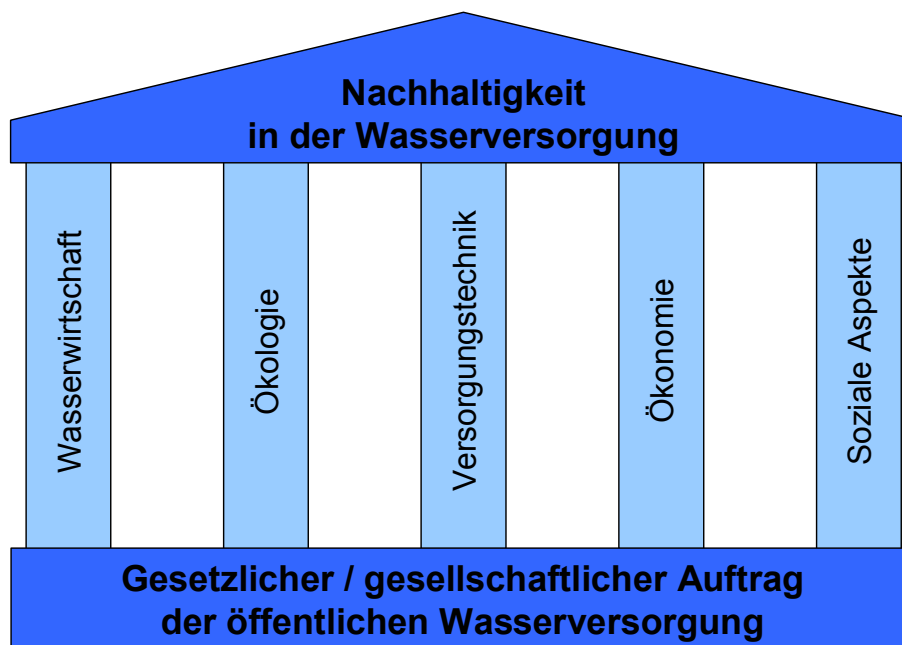 Nachhaltigkeit
in der Wasserversorgung
Wasserwirtschaft
Ökologie
Versorgungstechnik
Ökonomie
Soziale Aspekte
Gesetzlicher / gesellschaftlicher Auftrag
der öffentlichen Wasserversorgung